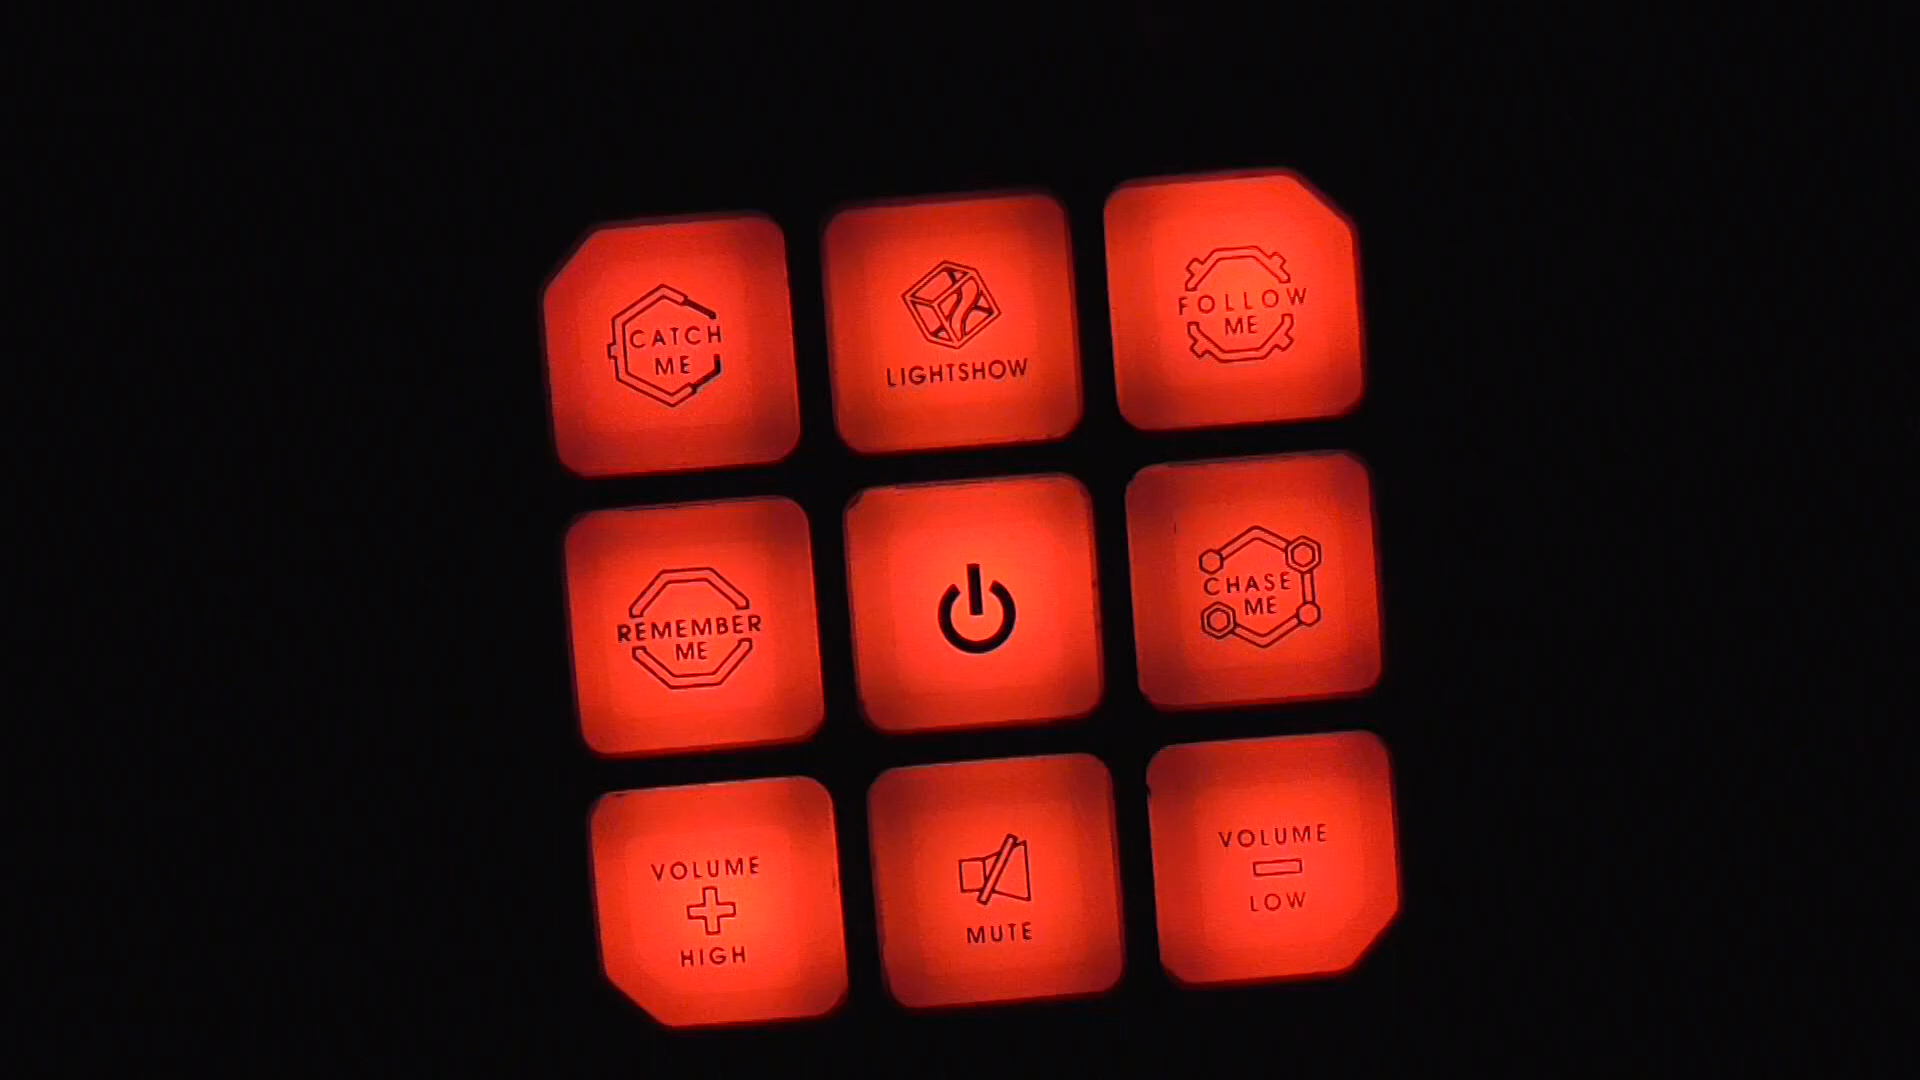 CATCH
ME
LIGHTSHOW
FOLLOW
ME
REMEMBER
ME
CHASE
ME
VOLUME
HIGH
MUTE
VOLUME
LOW